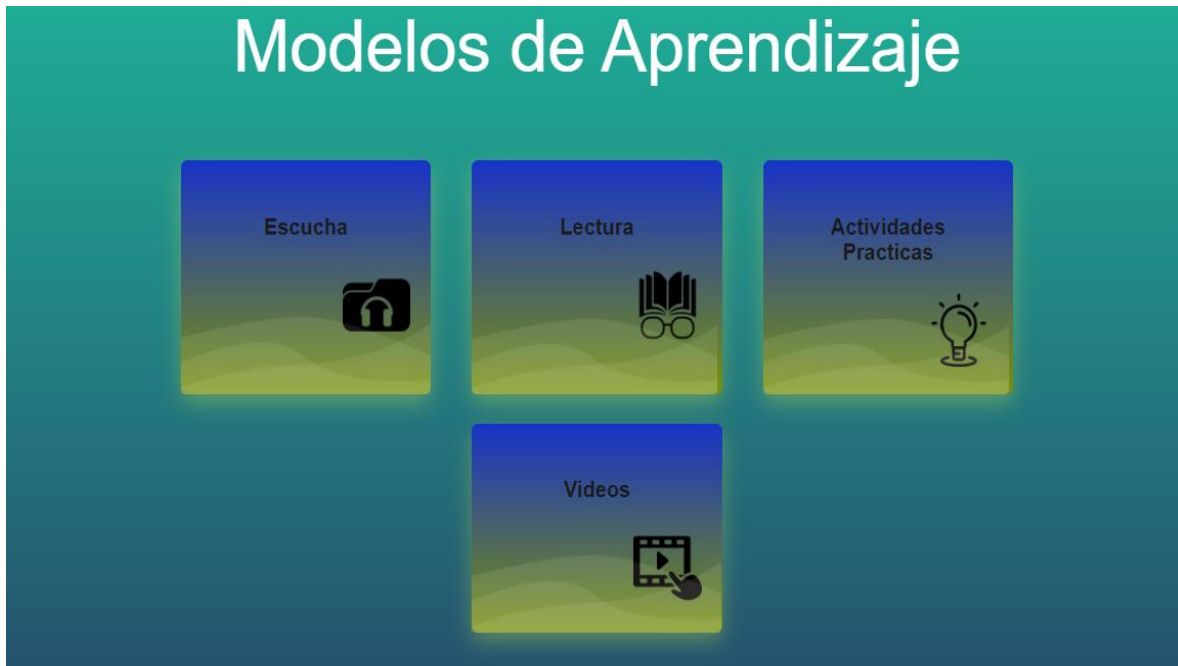 Modelos de Aprendizaje
Escucha
Lectura
Actividades
Practicas
Videos